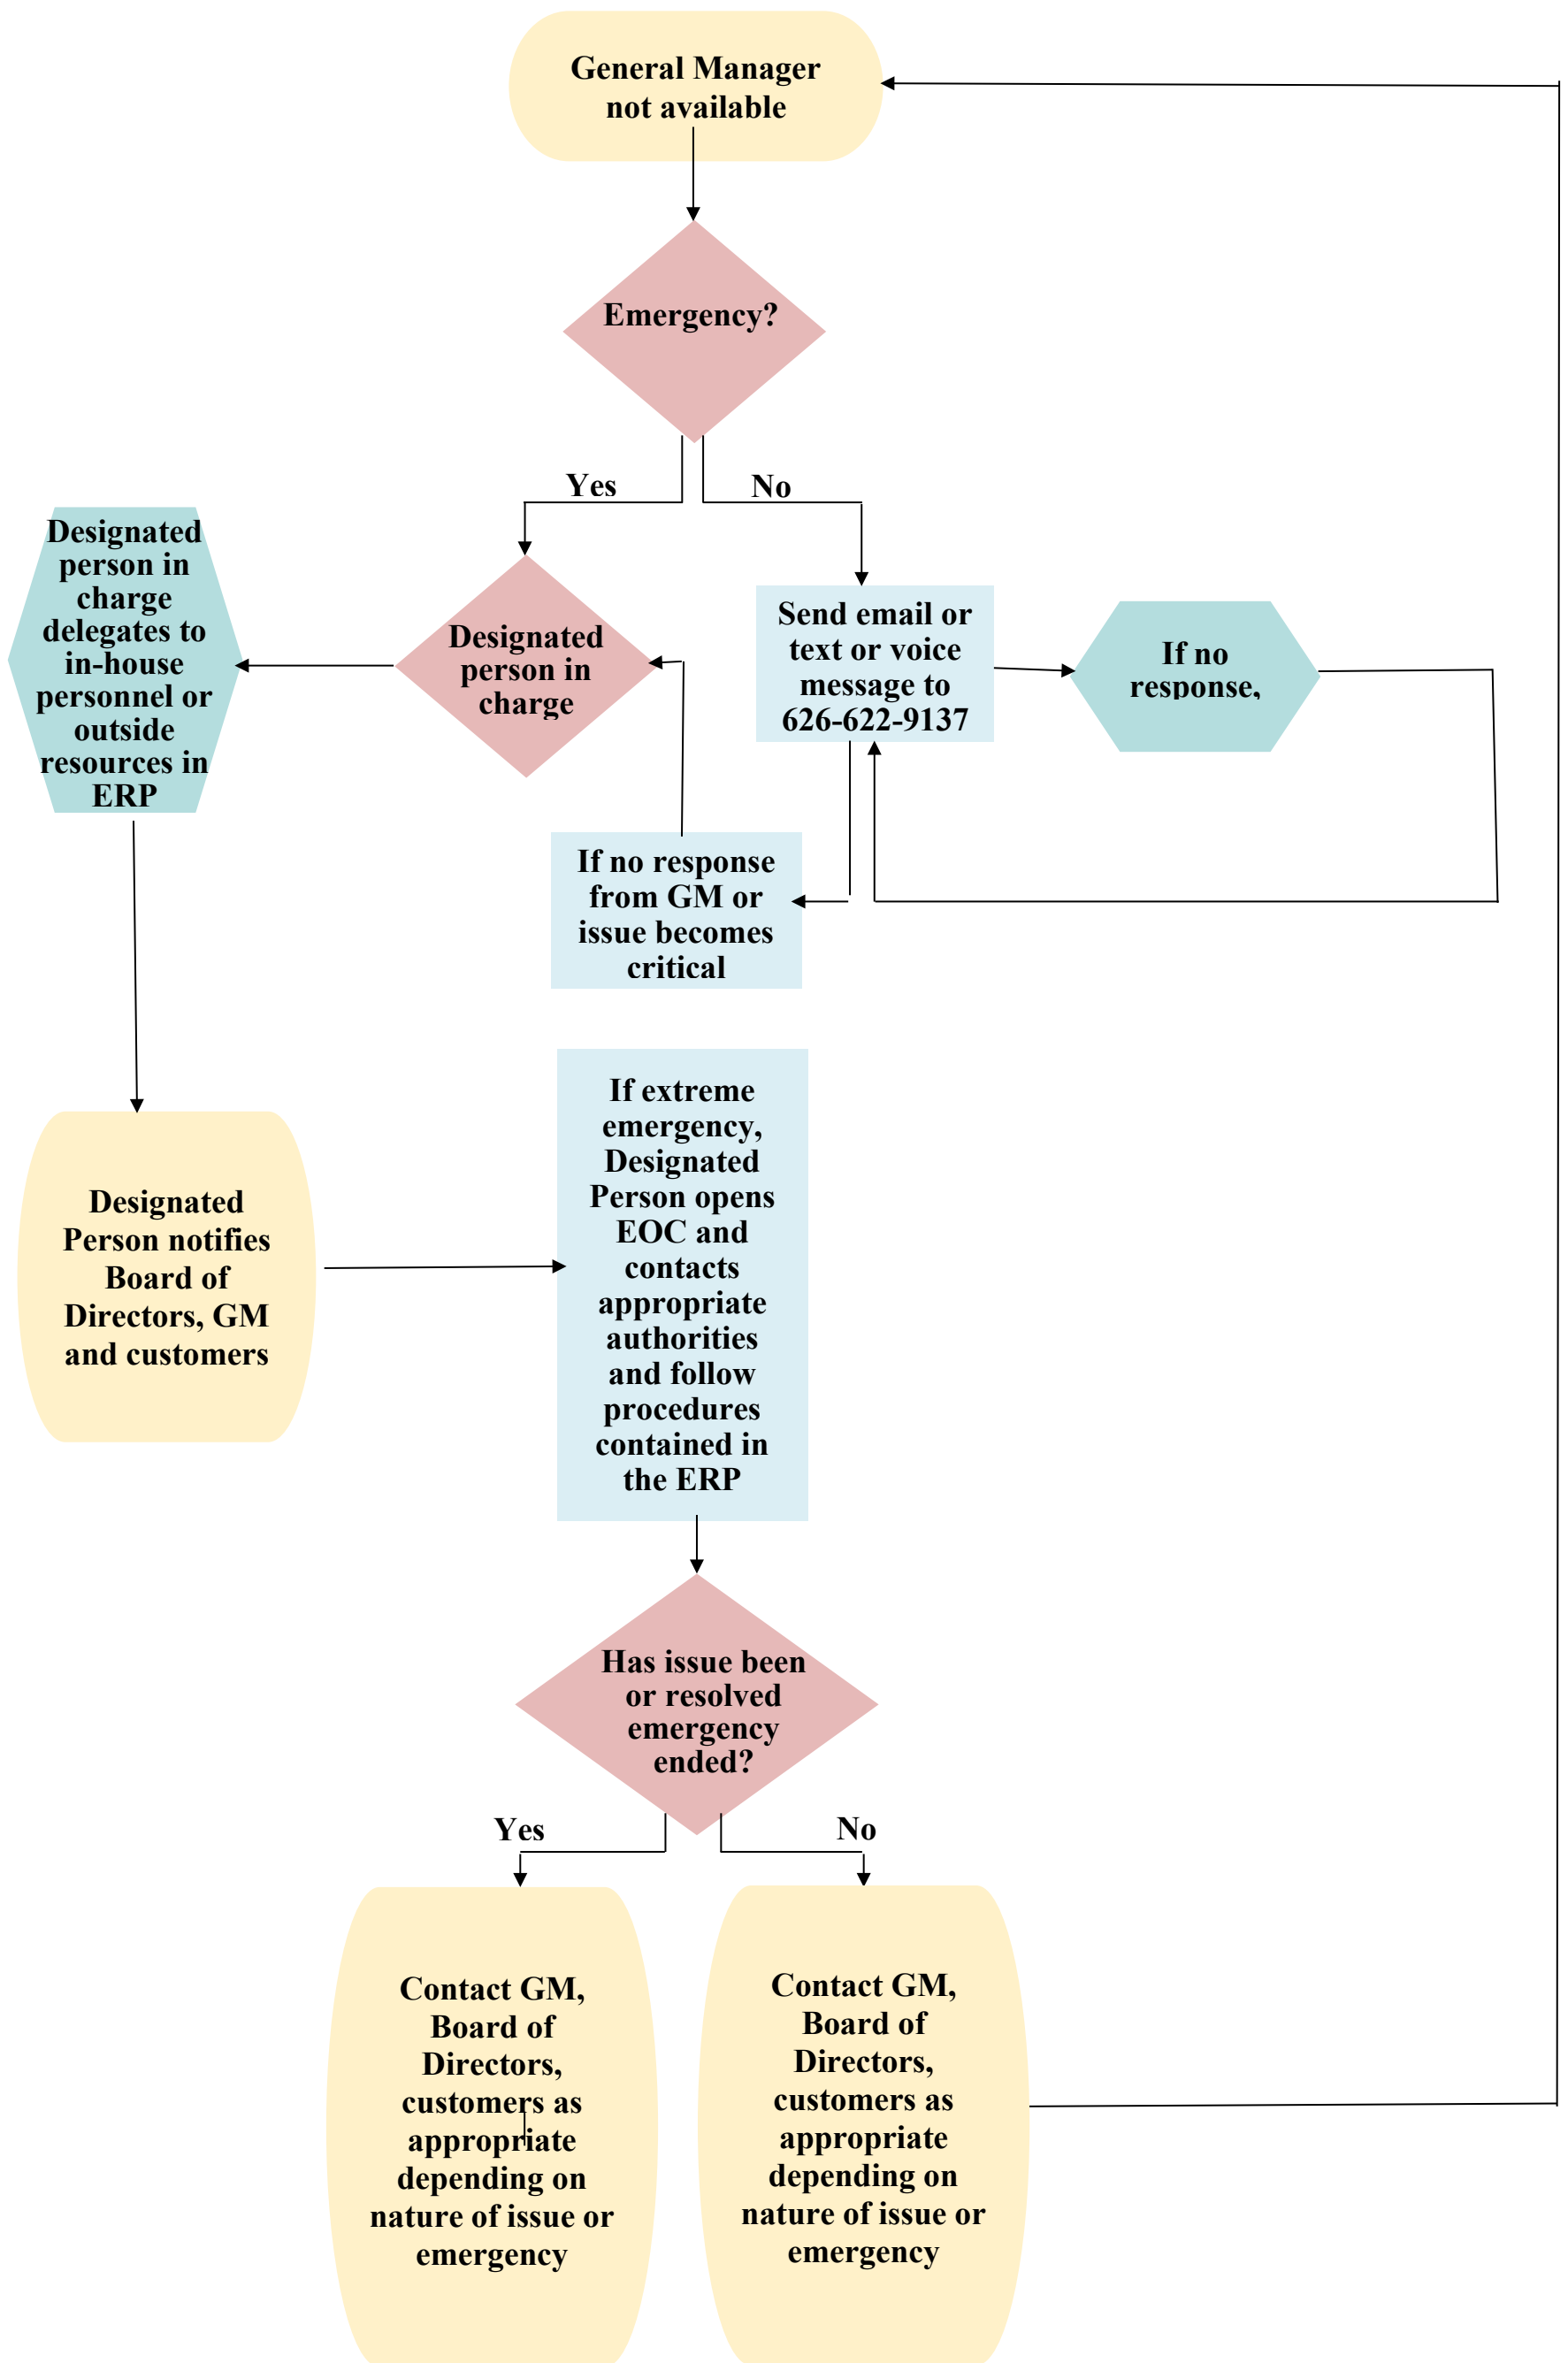 General Manager
not available
Emergency?
Yes
No
Designated
person in
charge
delegates to
in-house
personnel or
outside
resources in
ERP
Designated
person in
charge
Send email or
text or voice
message to
626-622-9137
If no
response,
If no response
from GM or
issue becomes
critical
If extreme
emergency,
Designated
Person opens
EOC and
contacts
appropriate
authorities
and follow
procedures
contained in
the ERP
Designated
Person notifies
Board of
Directors, GM
and customers
Has issue been
or resolved
emergency
ended?
Yes
No
Contact GM,
Board of
Directors,
customers as
appropriate
depending on
nature of issue or
emergency
Contact GM,
Board of
Directors,
customers as
appropriate
depending on
nature of issue or
emergency